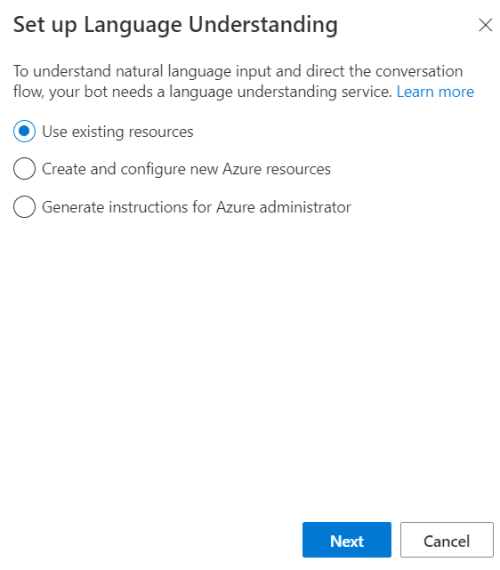 Set up Language Understanding
To understand natural language input and direct the conversation
flow, your bot needs a language understanding service. Learn more
Use existing resources
Create and configure new Azure resources
Generate instructions for Azure administrator
Next
Cancel